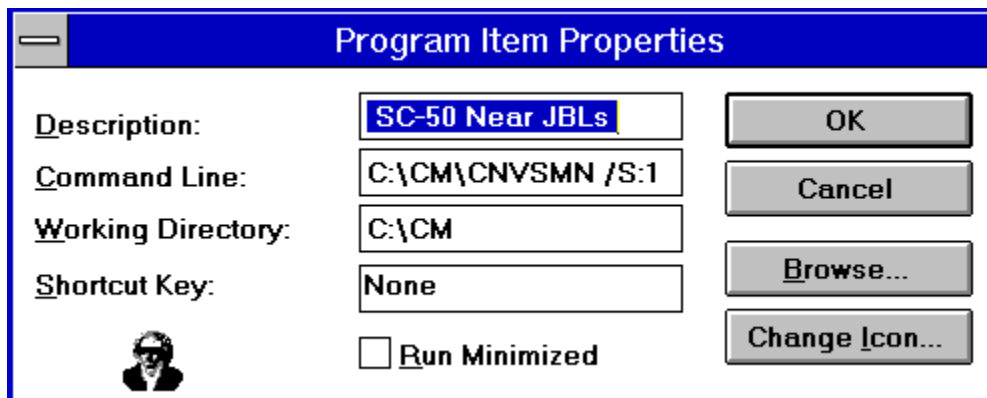 Program Item Properties
Description: SC-50 Near JBLs OK
Command Line: C:\CM\CNVSMN /S:1 Cancel
Working Directory: C:\CM
Shortcut Key: None Browse...
Run Minimized Change Icon...